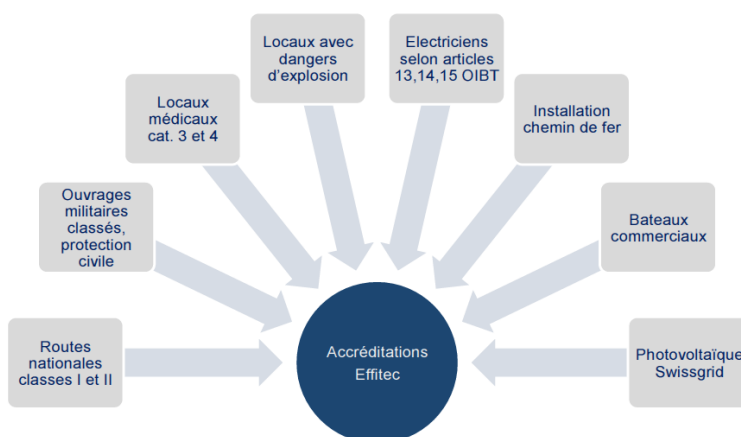 Locaux avec
dangers
d'explosion
Electriciens
selon articles
13,14,15 OIBT
Locaux
médicaux
cat. 3 et 4
Installation
chemin de fer
Ouvrages
militaires
classés,
protection
civile
Bateaux
commerciaux
Routes
nationales
classes I et II
Accréditations
Effitec
Photovoltaïque
Swissgrid